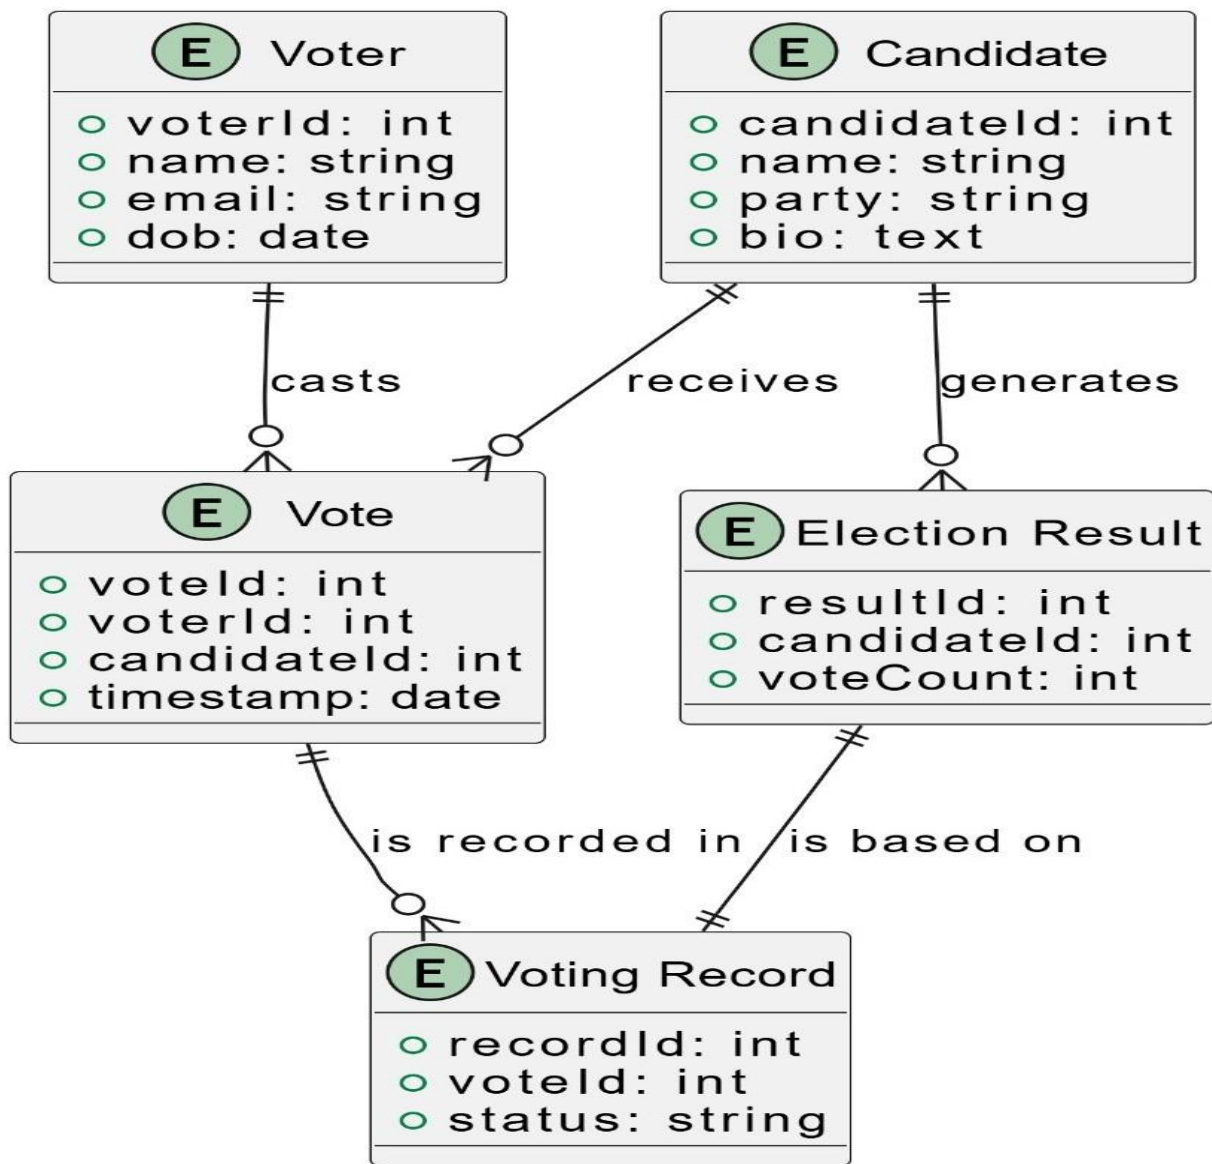 E Voter
voterId: int
name: string
email: string
dob: date
E Candidate
candidateId: int
name: string
party: string
bio: text
casts
receives
generates
E Vote
voteId: int
voterId: int
candidateId: int
timestamp: date
E Election Result
resultId: int
candidateId: int
voteCount: int
is recorded in
is based on
E Voting Record
recordId: int
voteId: int
status: string